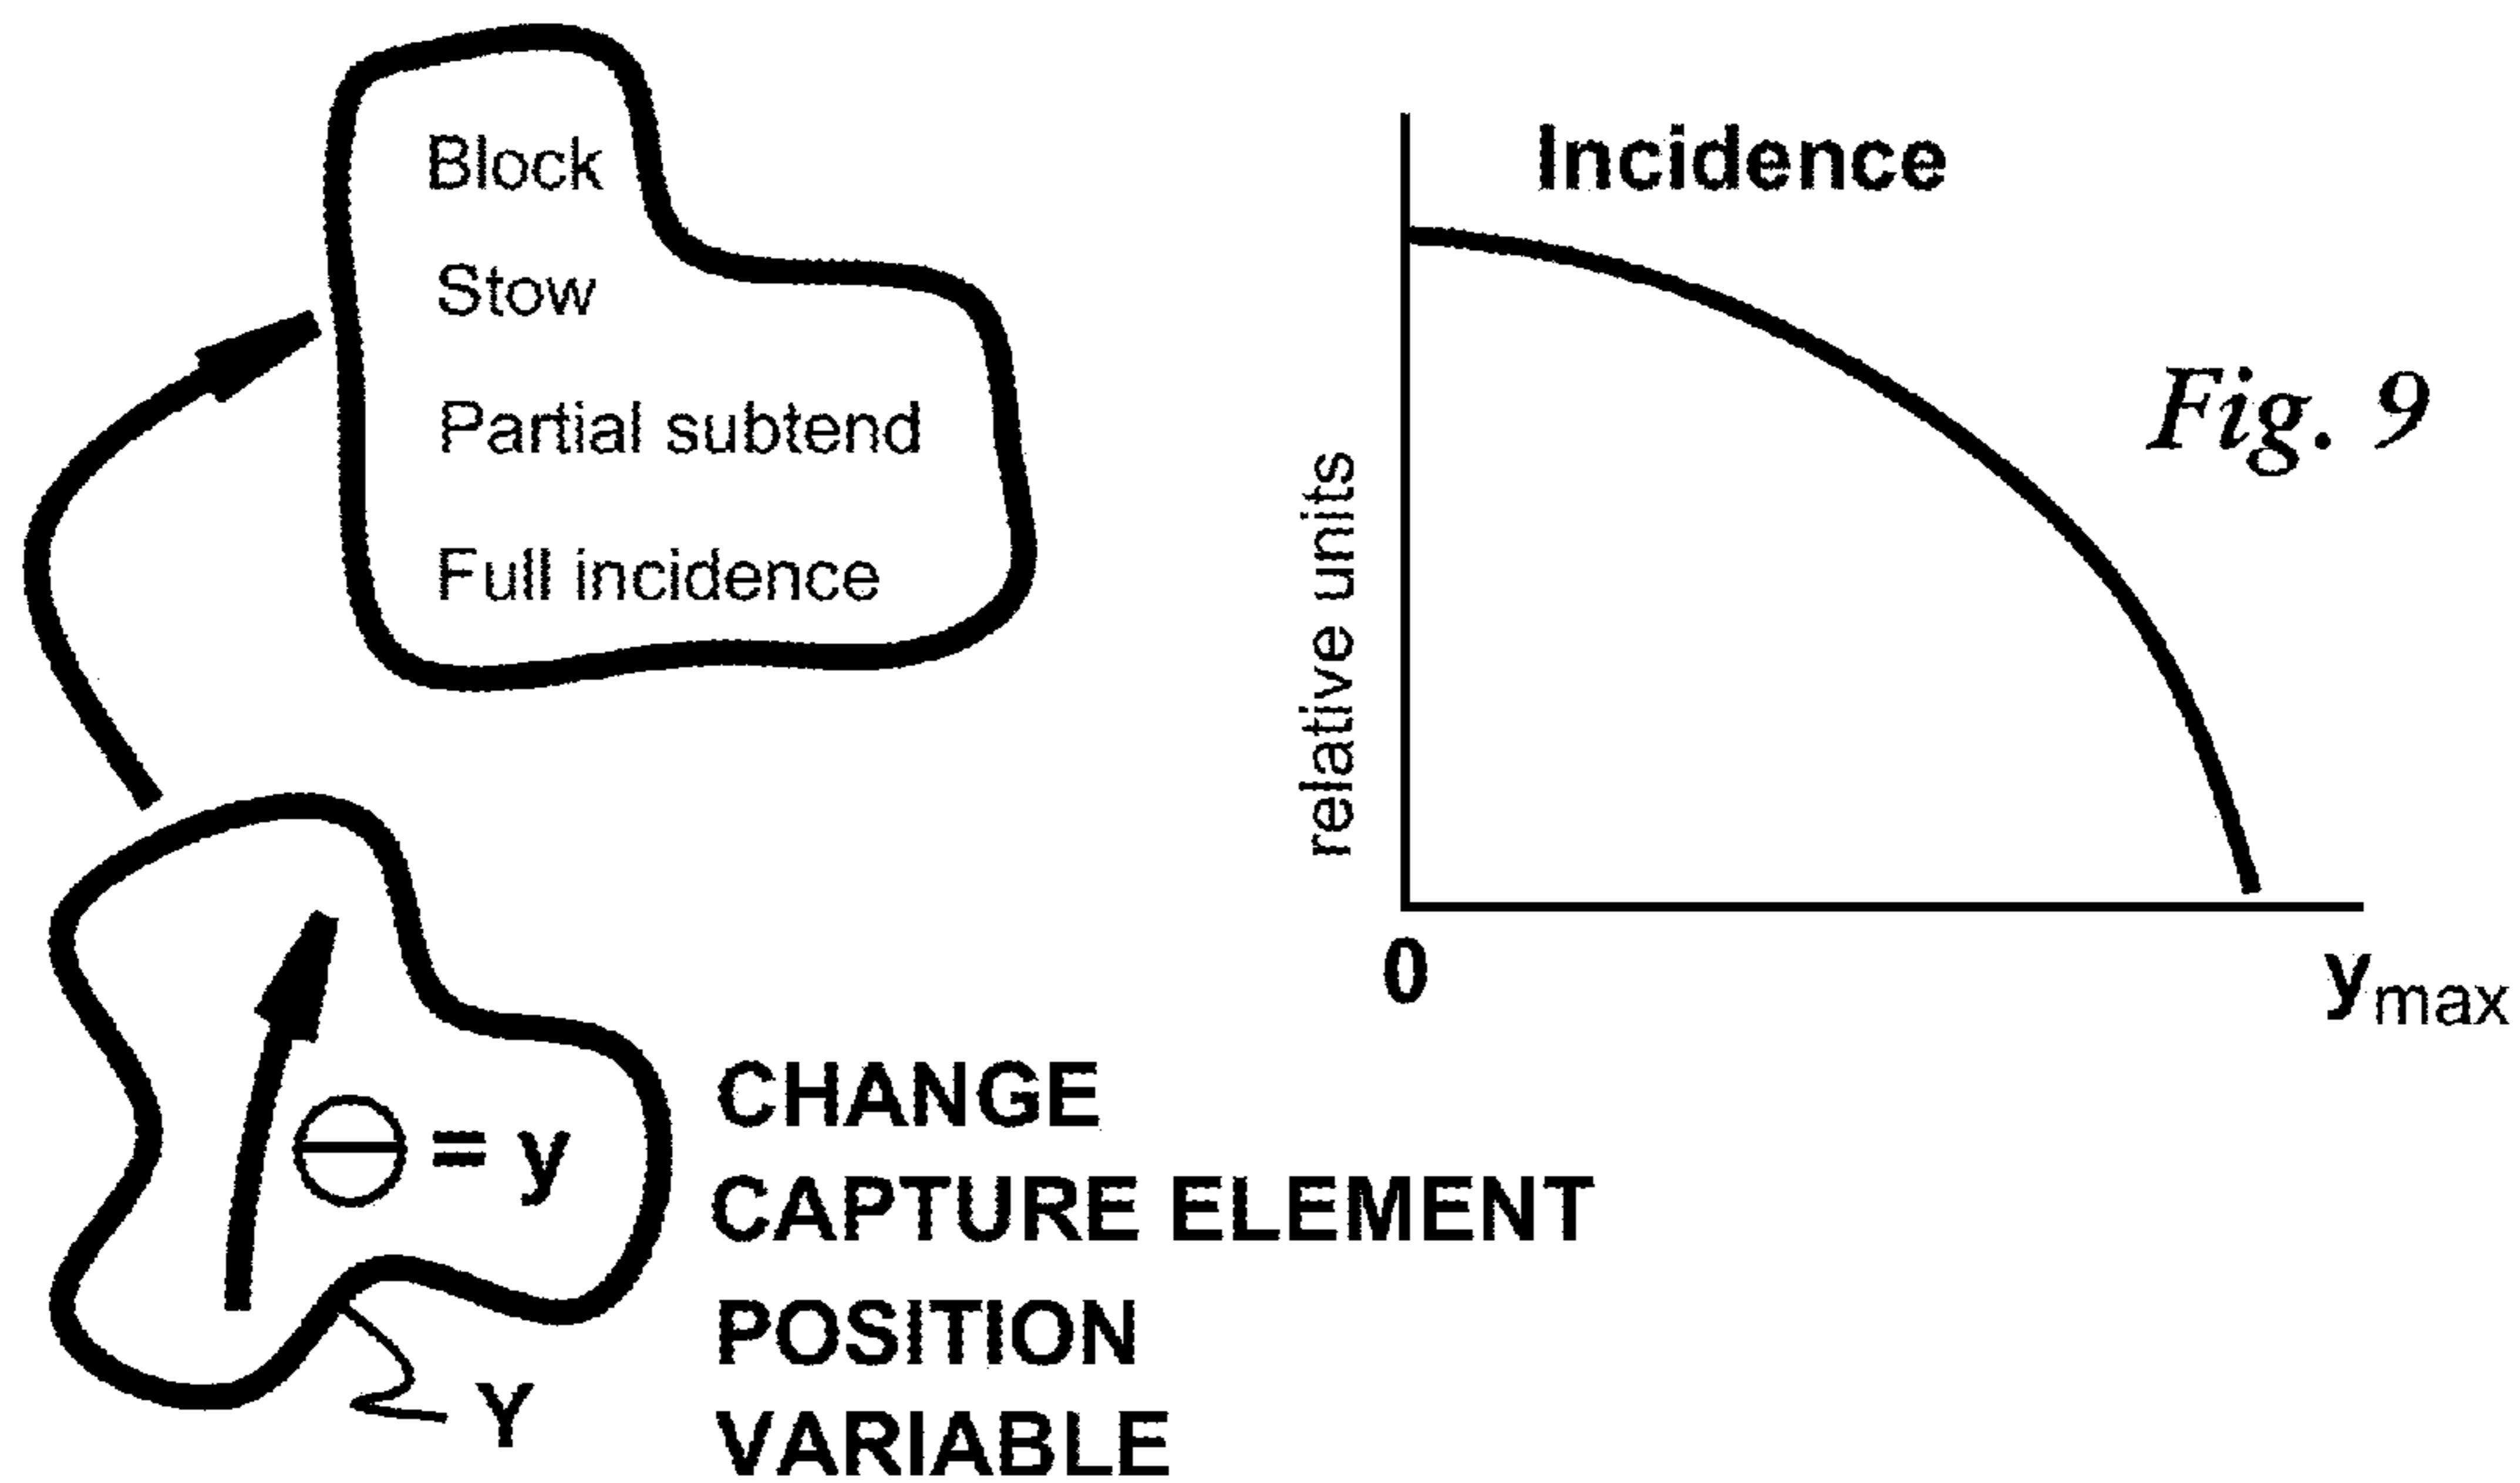 Block
Stow
Partial subtend
Full incidence
Incidence
relative units
Fig. 9
0
ymax
Θ = y
Y
CHANGE
CAPTURE ELEMENT
POSITION
VARIABLE